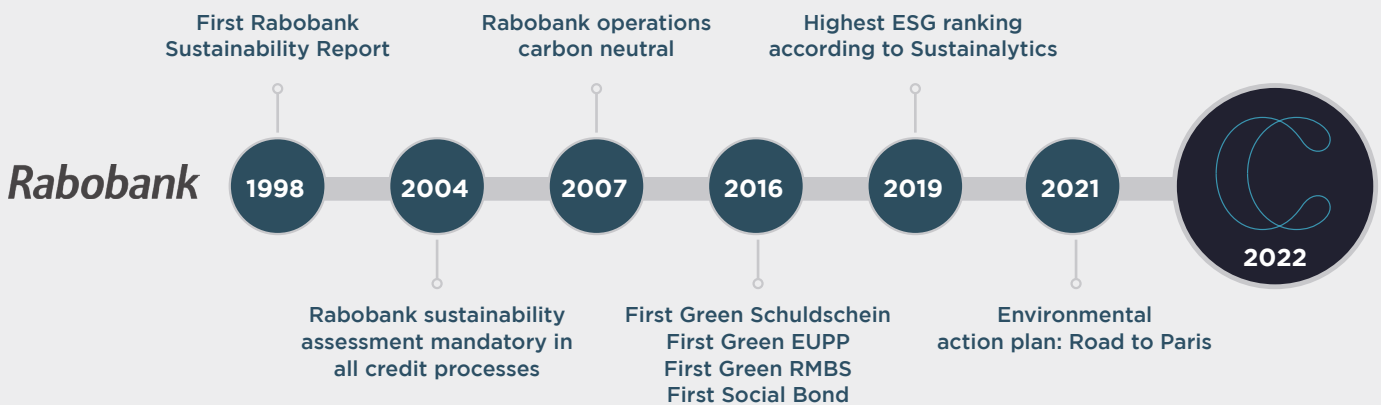 First Rabobank
Sustainability Report
Rabobank operations
carbon neutral
Highest ESG ranking
according to Sustainalytics
Rabobank
1998
2004
2007
2016
2019
2021
2022
Rabobank sustainability
assessment mandatory in
all credit processes
First Green Schuldschein
First Green EUPP
First Green RMBS
First Social Bond
Environmental
action plan: Road to Paris